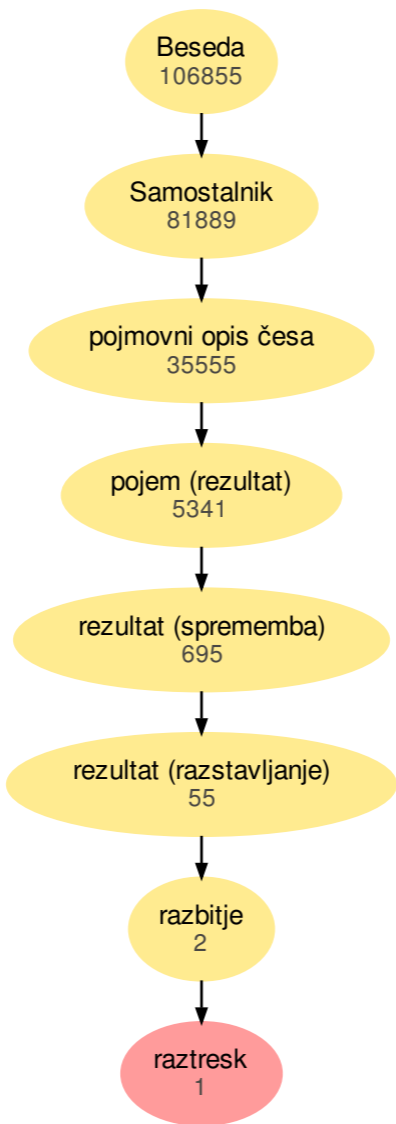 Beseda
106855
Samostalnik
81889
pojmovni opis česa
35555
pojem (rezultat)
5341
rezultat (sprememba)
695
rezultat (razstavljanje)
55
razbitje
2
raztresk
1